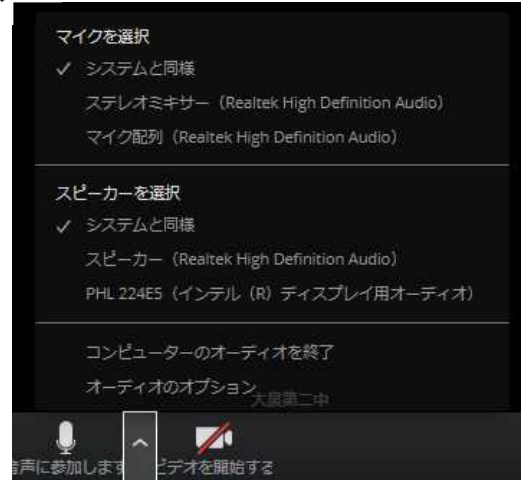 マイクを選択
✓ システムと同様
ステレオミキサー（Realtek High Definition Audio）
マイク配列（Realtek High Definition Audio）
スピーカーを選択
✓ システムと同様
スピーカー（Realtek High Definition Audio）
PHL 224E5（インテル（R）ディスプレイ用オーディオ）
コンピューターのオーディオを終了
オーディオのオプション
大泉第二中
音声に参加します ビデオを開始する